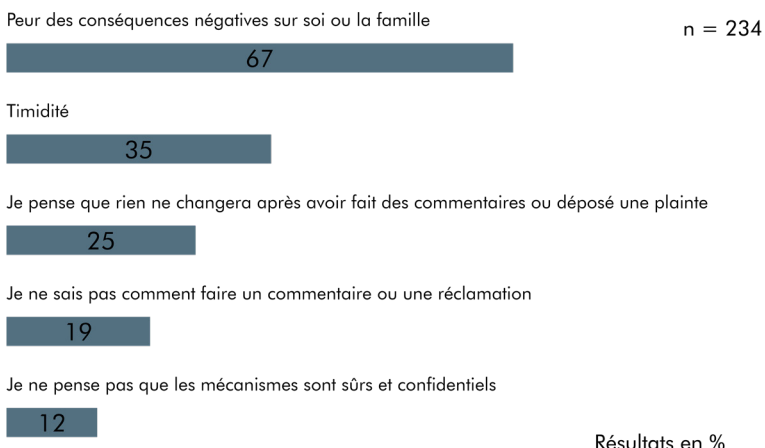 Peur des conséquences négatives sur soi ou la famille
n = 234
67
Timidité
35
Je pense que rien ne changera après avoir fait des commentaires ou déposé une plainte
25
Je ne sais pas comment faire un commentaire ou une réclamation
19
Je ne pense pas que les mécanismes sont sûrs et confidentiels
12
Résultats en %